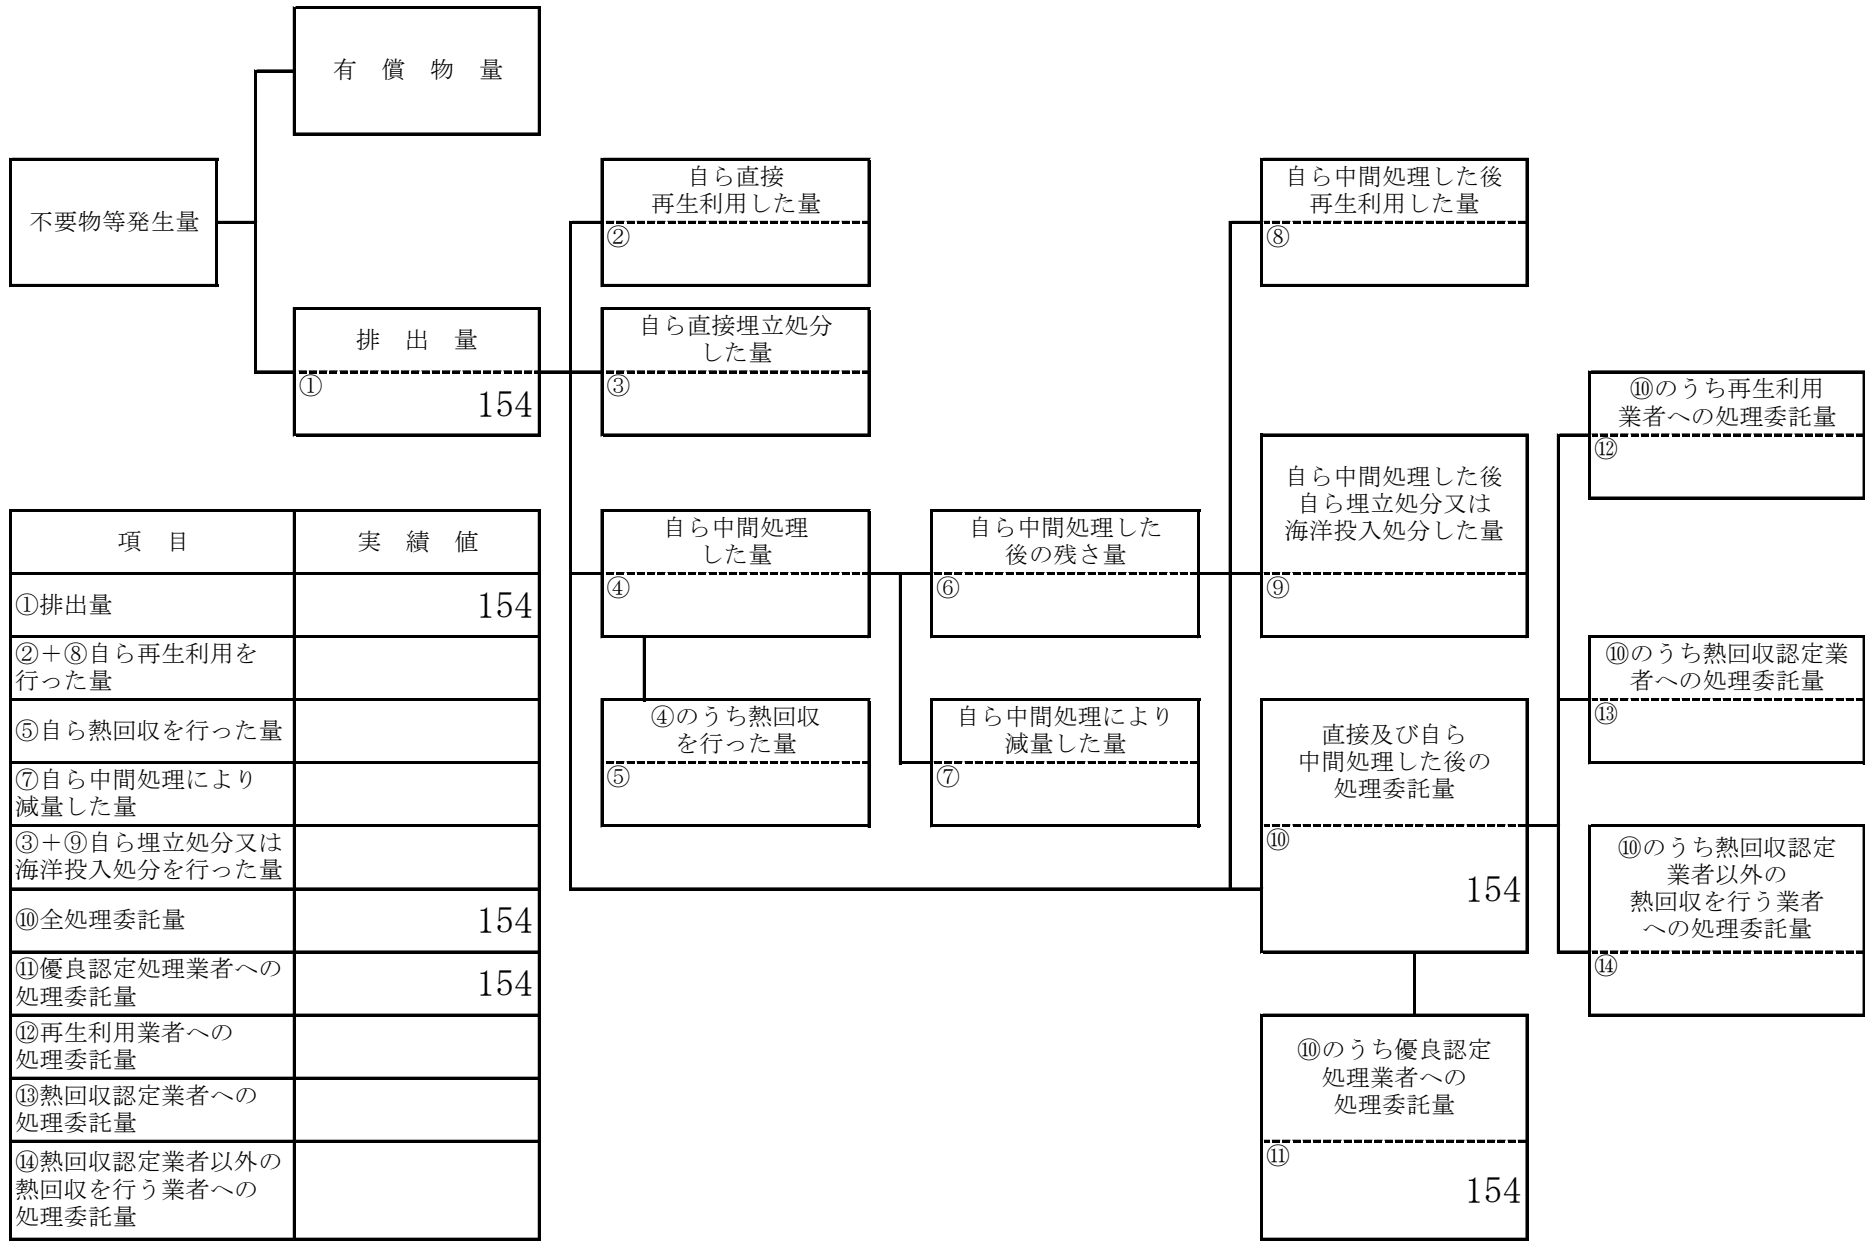 有償物量
不要物等発生量
排出量
①
154
自ら直接
再生利用した量
②
自ら直接埋立処分
した量
③
自ら中間処理
した量
④
④のうち熱回収
を行った量
⑤
自ら中間処理した
後の残さ量
⑥
自ら中間処理により
減量した量
⑦
自ら中間処理した後
再生利用した量
⑧
自ら中間処理した後
自ら埋立処分又は
海洋投入処分した量
⑨
直接及び自ら
中間処理した後の
処理委託量
⑩
154
⑩のうち優良認定
処理業者への
処理委託量
⑪
154
⑩のうち再生利用
業者への処理委託量
⑫
⑩のうち熱回収認定業
者への処理委託量
⑬
⑩のうち熱回収認定
業者以外の
熱回収を行う業者
への処理委託量
⑭
項目 実績値
①排出量 154
②+⑧自ら再生利用を
行った量
⑤自ら熱回収を行った量
⑦自ら中間処理により
減量した量
③+⑨自ら埋立処分又は
海洋投入処分を行った量
⑩全処理委託量 154
⑪優良認定処理業者への
処理委託量 154
⑫再生利用業者への
処理委託量
⑬熱回収認定業者への
処理委託量
⑭熱回収認定業者以外の
熱回収を行う業者への
処理委託量